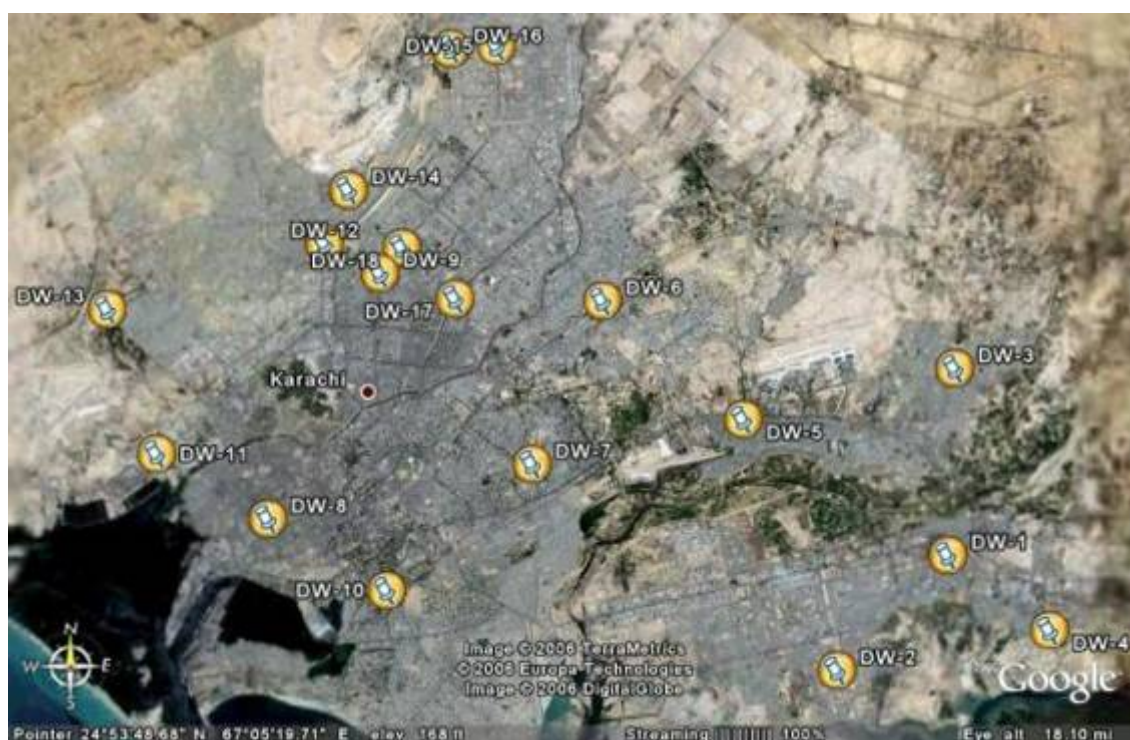 DW-15
DW-16
DW-14
DW-12
DW-18
DW-9
DW-13
DW-17
DW-6
DW-3
Karachi
DW-5
DW-11
DW-7
DW-8
DW-1
DW-10
DW-4
DW-2
N
W E
S
Image © 2006 TerraMetrics
© 2006 Europa Technologies
Image © 2006 DigitalGlobe
Google
Pointer 24°53'48.68" N 67°05'19.71" E elev 168 ft Streaming |||||||||| 100% Eye alt 18.10 mi